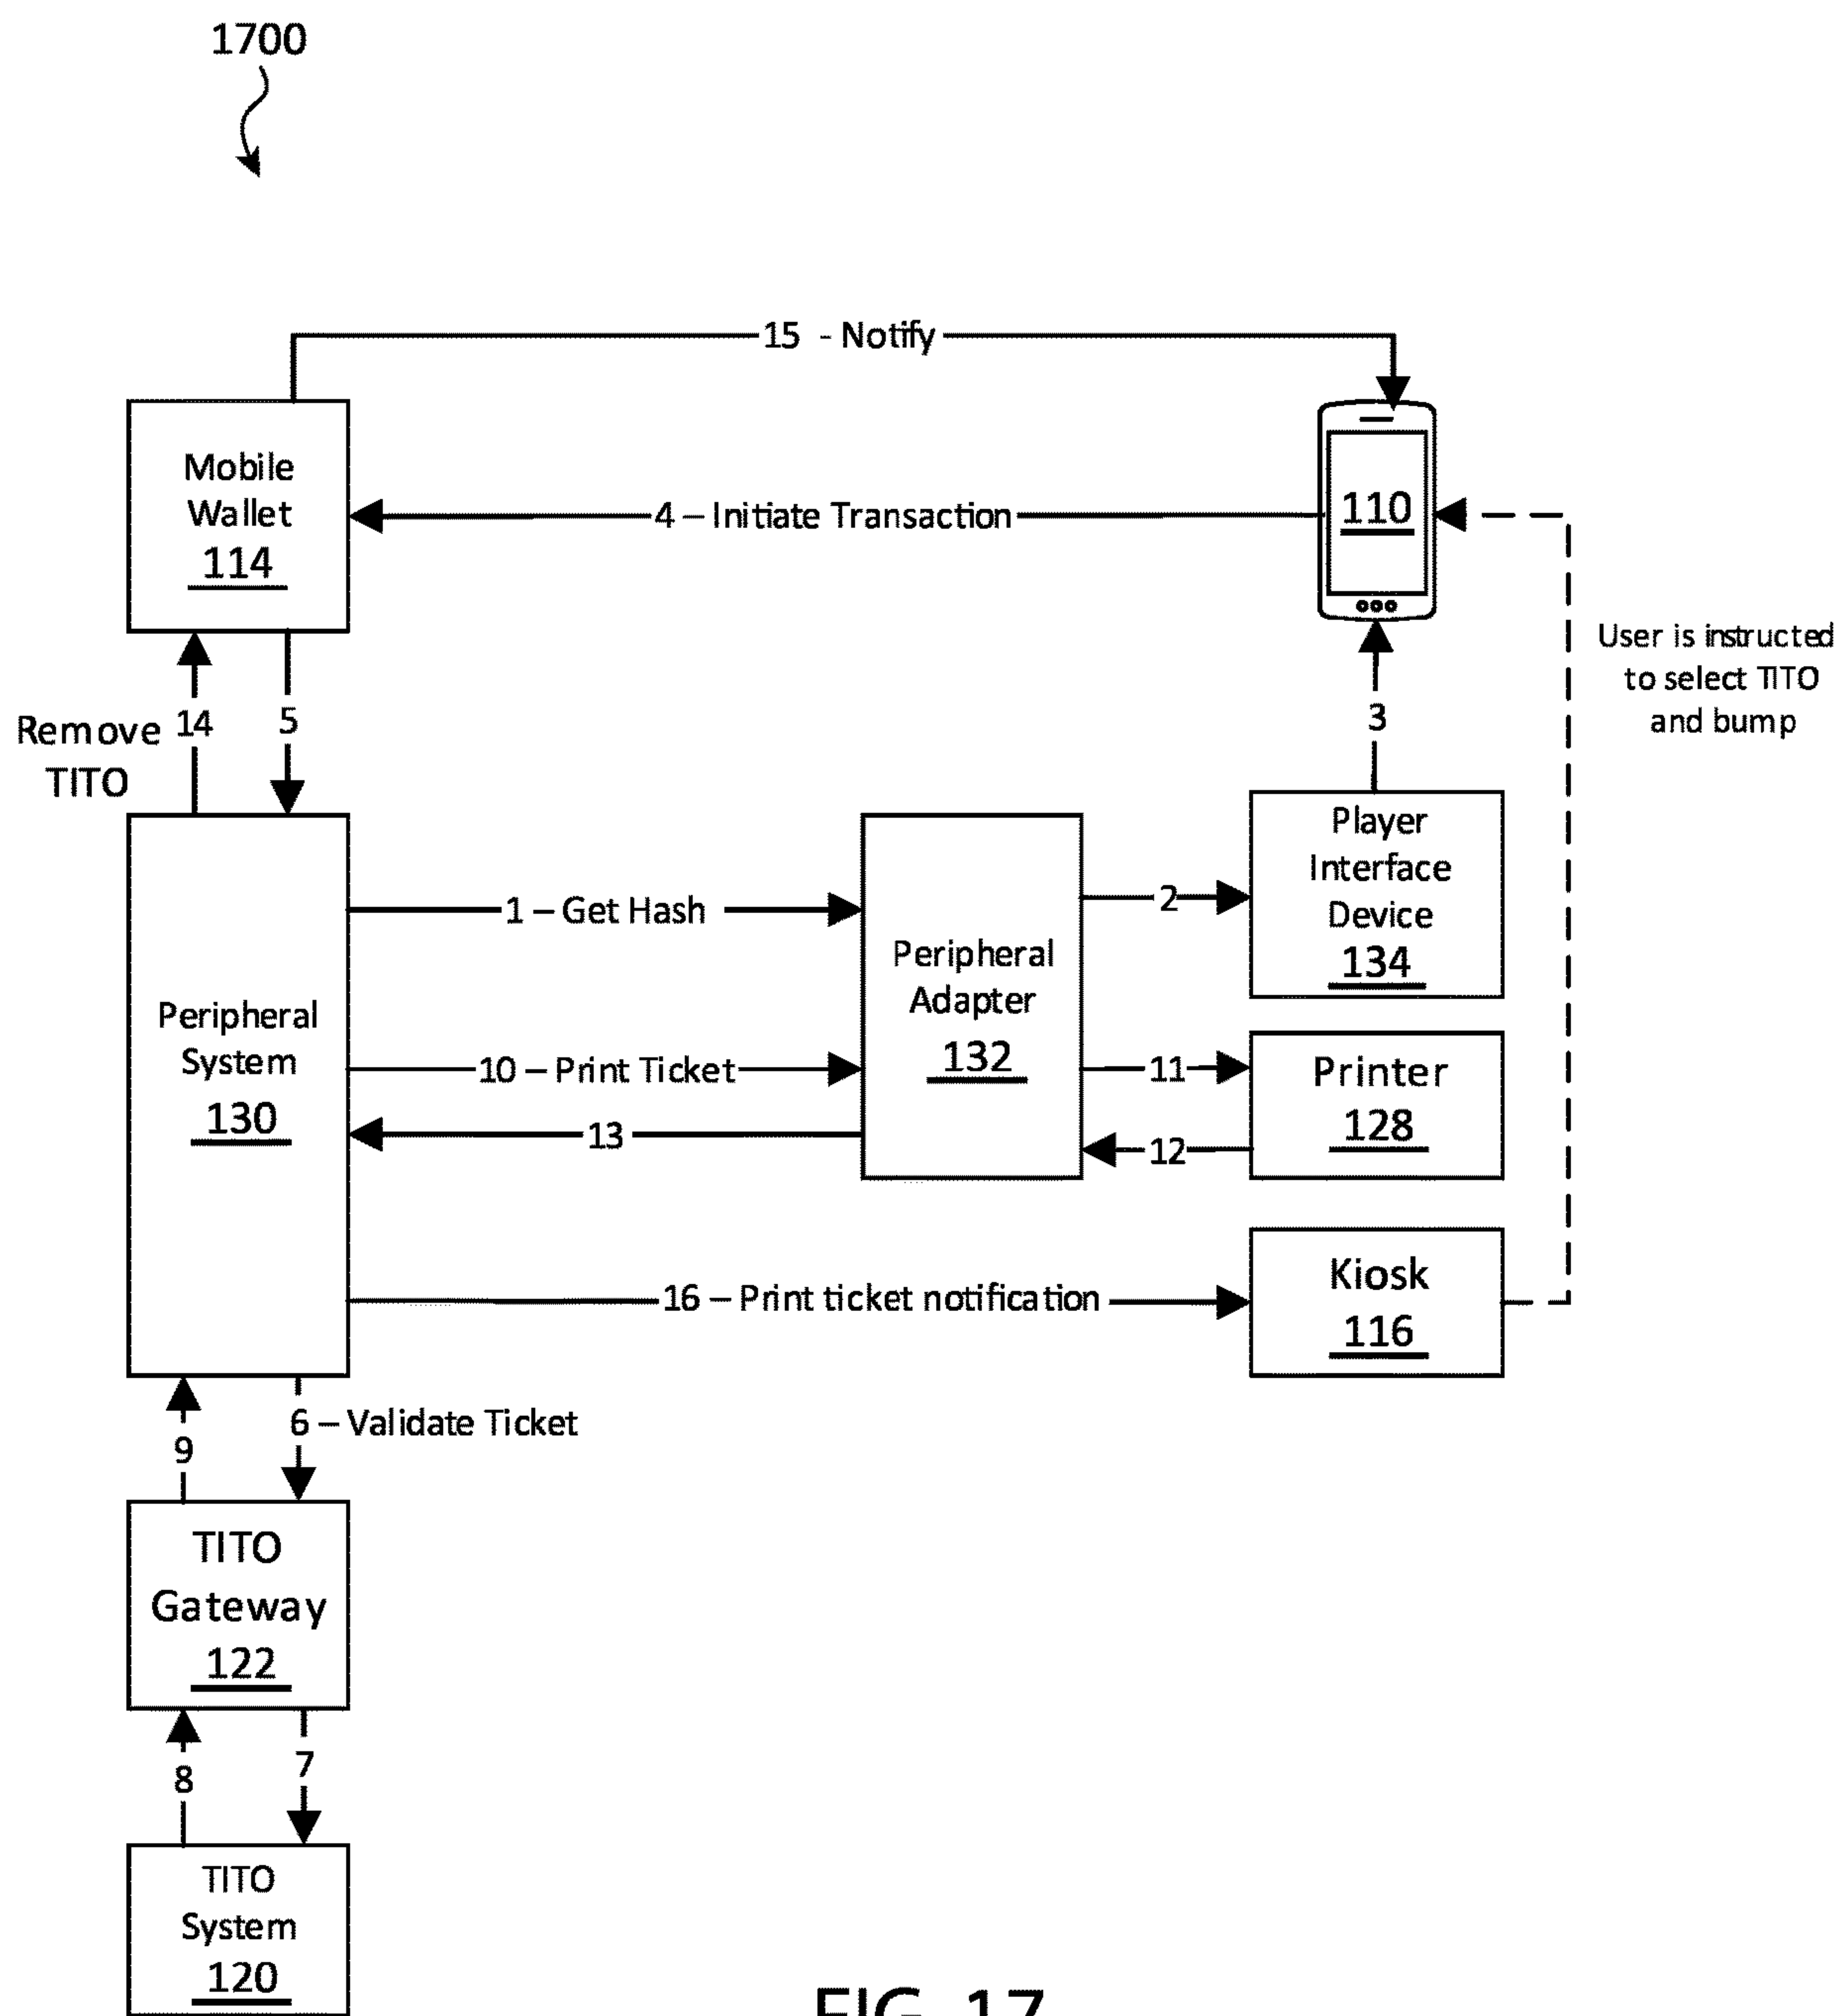 1700
15 - Notify
Mobile
Wallet
114
4 – Initiate Transaction
110
User is instructed
to select TITO
and bump
Remove
TITO
14
5
3
Player
Interface
Device
134
1 – Get Hash
2
Peripheral
Adapter
132
Peripheral
System
130
10 – Print Ticket
11
Printer
128
13
12
16 – Print ticket notification
Kiosk
116
9
6 – Validate Ticket
TITO
Gateway
122
8
7
TITO
System
120
FIG. 17